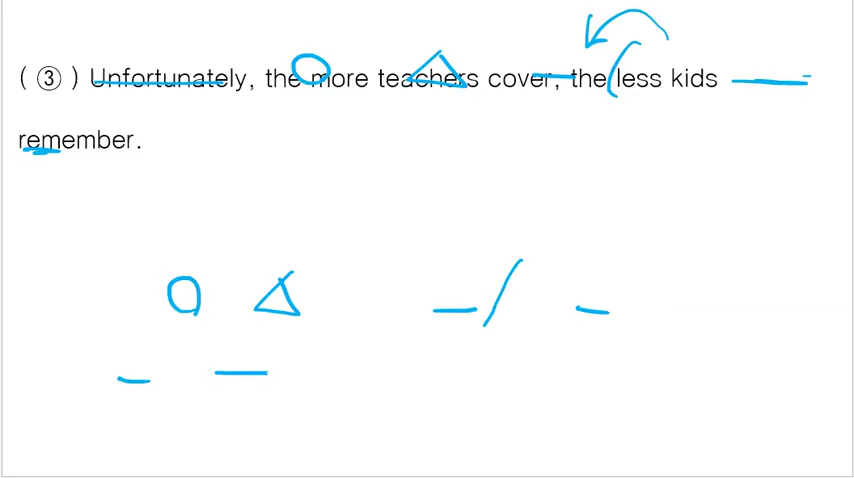 ( ③ ) Unfortunately, the more teachers cover, the less kids
remember.